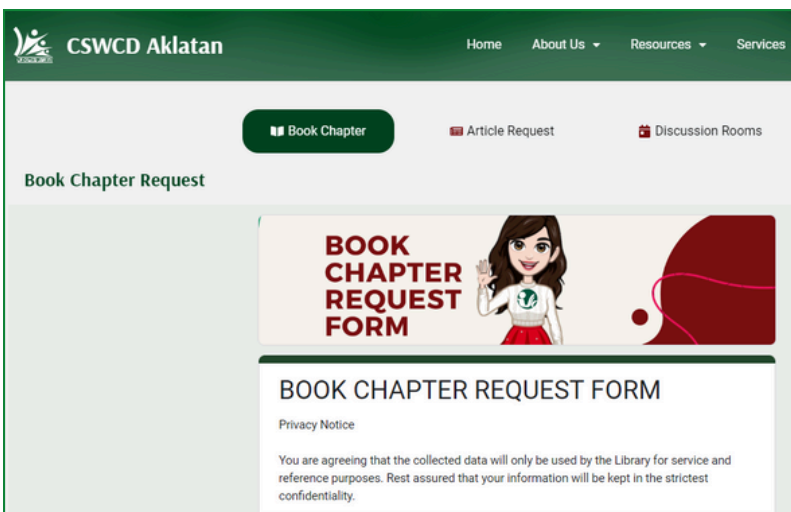 CSWCD Aklatan
Home About Us Resources Services
Book Chapter Article Request Discussion Rooms
Book Chapter Request
BOOK
CHAPTER
REQUEST
FORM
BOOK CHAPTER REQUEST FORM
Privacy Notice
You are agreeing that the collected data will only be used by the Library for service and
reference purposes. Rest assured that your information will be kept in the strictest
confidentiality.